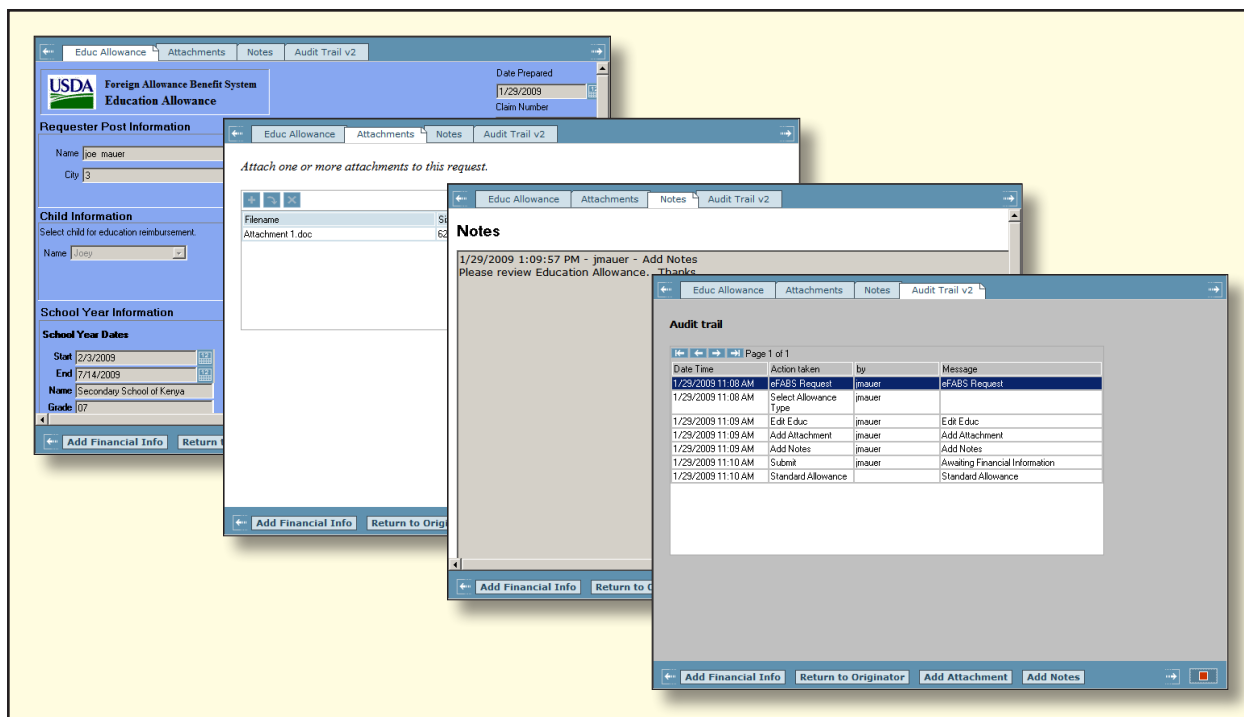 Educ Allowance Attachments Notes Audit Trail v2
USDA
Foreign Allowance Benefit System
Education Allowance
Date Prepared
1/29/2009
Claim Number
Requester Post Information
Name joe mauer
City 3
Child Information
Select child for education reimbursement.
Name Joey
School Year Information
School Year Dates
Start 2/3/2009
End 7/14/2009
Name Secondary School of Kenya
Grade 07
Add Financial Info Return
Educ Allowance Attachments Notes Audit Trail v2
Attach one or more attachments to this request.
Filename
Attachment 1.doc 62
Add Financial Info Return to Origi
Educ Allowance Attachments Notes Audit Trail v2
Notes
1/29/2009 1:09:57 PM - jmauer - Add Notes
Please review Education Allowance. Thanks
Add Financial Info Return to
Educ Allowance Attachments Notes Audit Trail v2
Audit trail
Page 1 of 1
Date Time Action taken by Message
1/29/2009 11:08 AM eFABS Request jmauer eFABS Request
1/29/2009 11:08 AM Select Allowance jmauer
Type
1/29/2009 11:09 AM Edit Educ jmauer Edit Educ
1/29/2009 11:09 AM Add Attachment jmauer Add Attachment
1/29/2009 11:09 AM Add Notes jmauer Add Notes
1/29/2009 11:10 AM Submit jmauer Awaiting Financial Information
1/29/2009 11:10 AM Standard Allowance Standard Allowance
Add Financial Info Return to Originator Add Attachment Add Notes